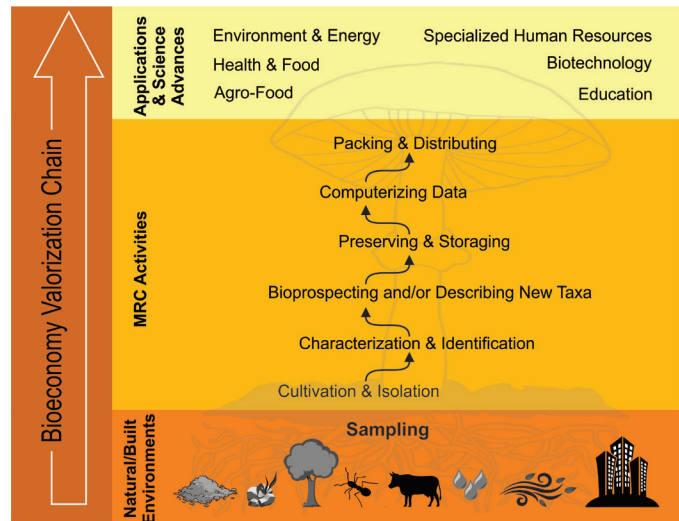 Bioeconomy Valorization Chain
Applications
& Science
Advances
Environment & Energy
Health & Food
Agro-Food
Specialized Human Resources
Biotechnology
Education
MRC Activities
Packing & Distributing
Computerizing Data
Preserving & Storaging
Bioprospecting and/or Describing New Taxa
Characterization & Identification
Cultivation & Isolation
Natural/Built
Environments
Sampling